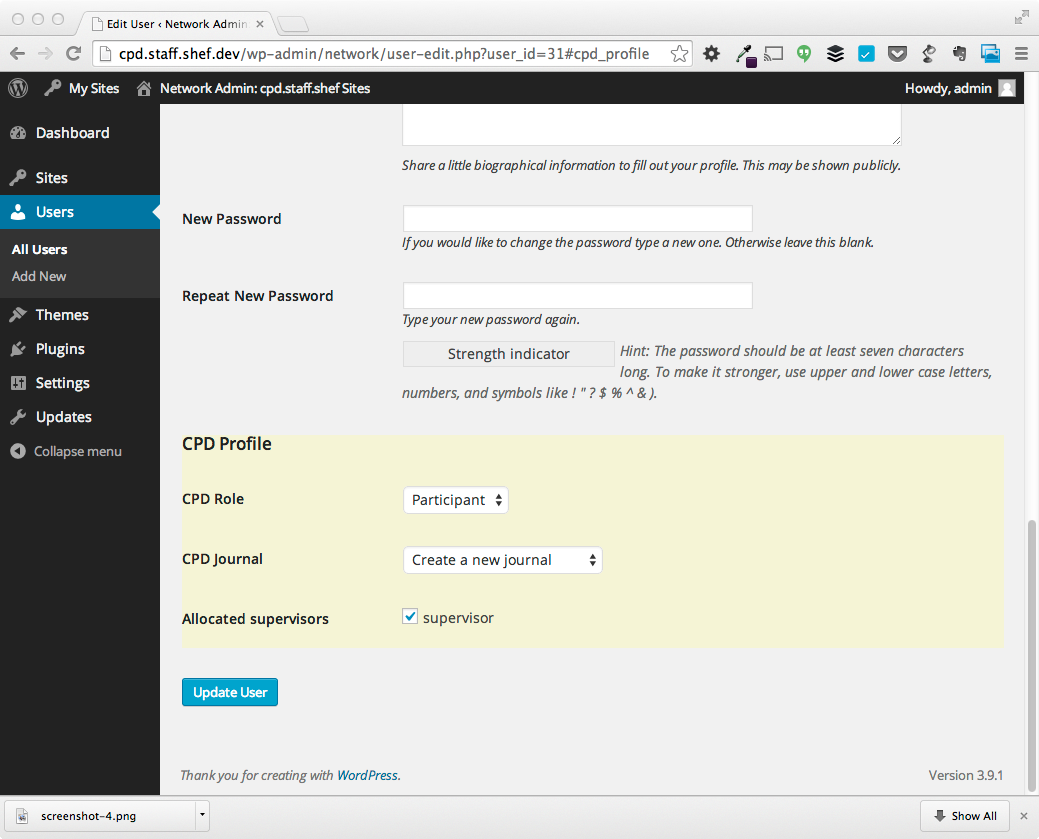 Edit User ‹ Network Admin
cpd.staff.shef.dev/wp-admin/network/user-edit.php?user_id=31#cpd_profile
My Sites
Network Admin: cpd.staff.shef Sites
Howdy, admin
Dashboard
Sites
Users
All Users
Add New
Themes
Plugins
Settings
Updates
Collapse menu
Share a little biographical information to fill out your profile. This may be shown publicly.
New Password
If you would like to change the password type a new one. Otherwise leave this blank.
Repeat New Password
Type your new password again.
Strength indicator
Hint: The password should be at least seven characters
long. To make it stronger, use upper and lower case letters,
numbers, and symbols like ! " ? $ % ^ & ).
CPD Profile
CPD Role
Participant
CPD Journal
Create a new journal
Allocated supervisors
supervisor
Update User
Thank you for creating with WordPress.
Version 3.9.1
screenshot-4.png
Show All